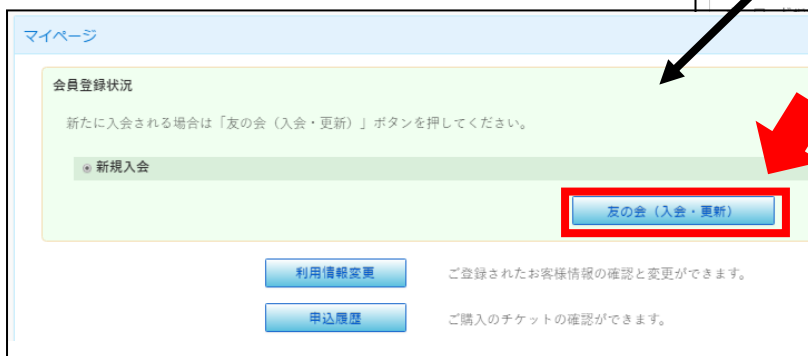 マイページ
会員登録状況
新たに入会される場合は「友の会（入会・更新）」ボタンを押してください。
新規入会
友の会（入会・更新）
利用情報変更 ご登録されたお客様情報の確認と変更ができます。
申込履歴 ご購入のチケットの確認ができます。